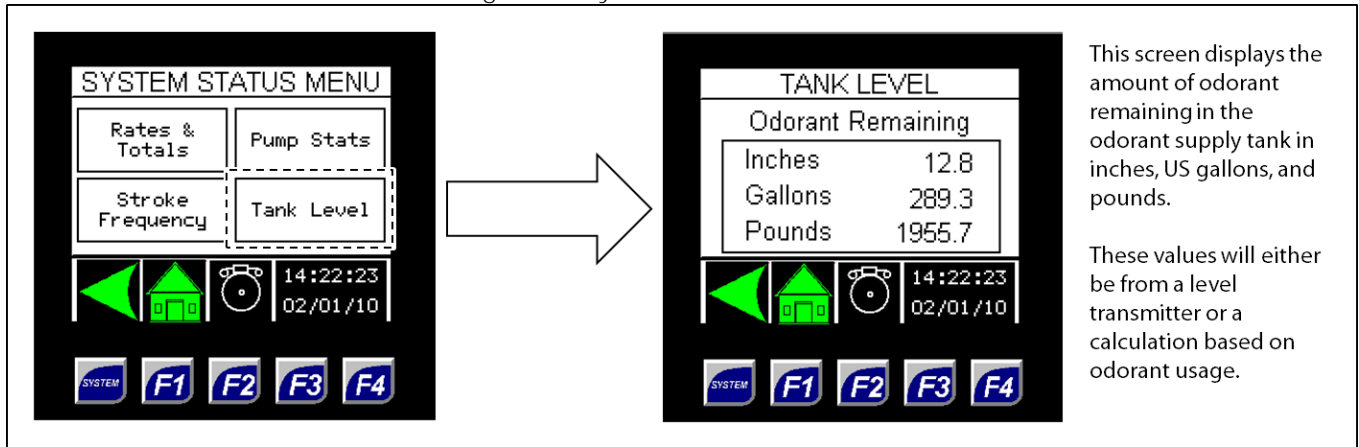 SYSTEM STATUS MENU
Rates &
Totals
Pump Stats
Stroke
Frequency
Tank Level
14:22:23
02/01/10
SYSTEM F1 F2 F3 F4
TANK LEVEL
Odorant Remaining
Inches 12.8
Gallons 289.3
Pounds 1955.7
14:22:23
02/01/10
SYSTEM F1 F2 F3 F4
This screen displays the
amount of odorant
remaining in the
odorant supply tank in
inches, US gallons, and
pounds.
These values will either
be from a level
transmitter or a
calculation based on
odorant usage.